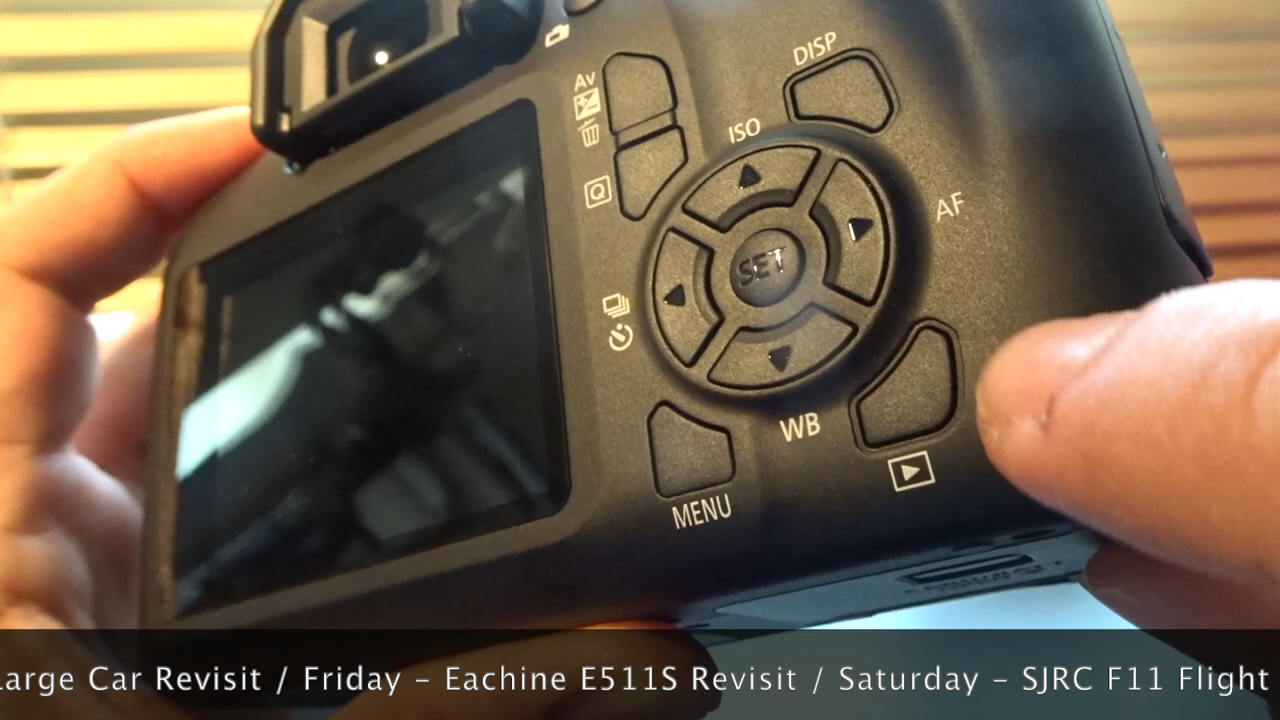 DISP
Av
ISO
Q
AF
SET
WB
MENU
Large Car Revisit / Friday – Eachine E511S Revisit / Saturday – SJRC F11 Flight